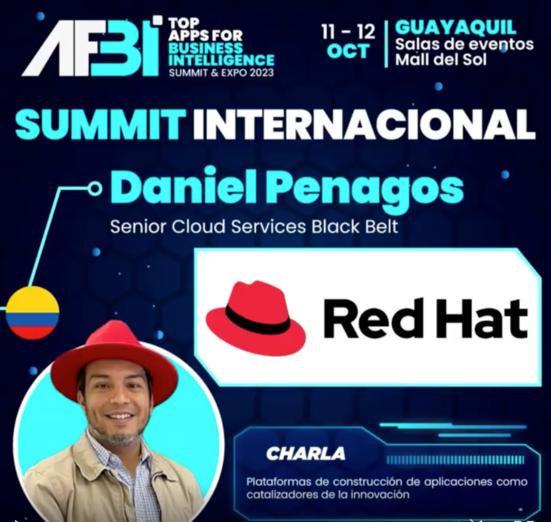 AFBI
TOP
APPS FOR
BUSINESS
INTELLIGENCE
SUMMIT & EXPO 2023
11 - 12
OCT
GUAYAQUIL
Salas de eventos
Mall del Sol
SUMMIT INTERNACIONAL
Daniel Penagos
Senior Cloud Services Black Belt
Red Hat
CHARLA
Plataformas de construcción de aplicaciones como
catalizadores de la innovación